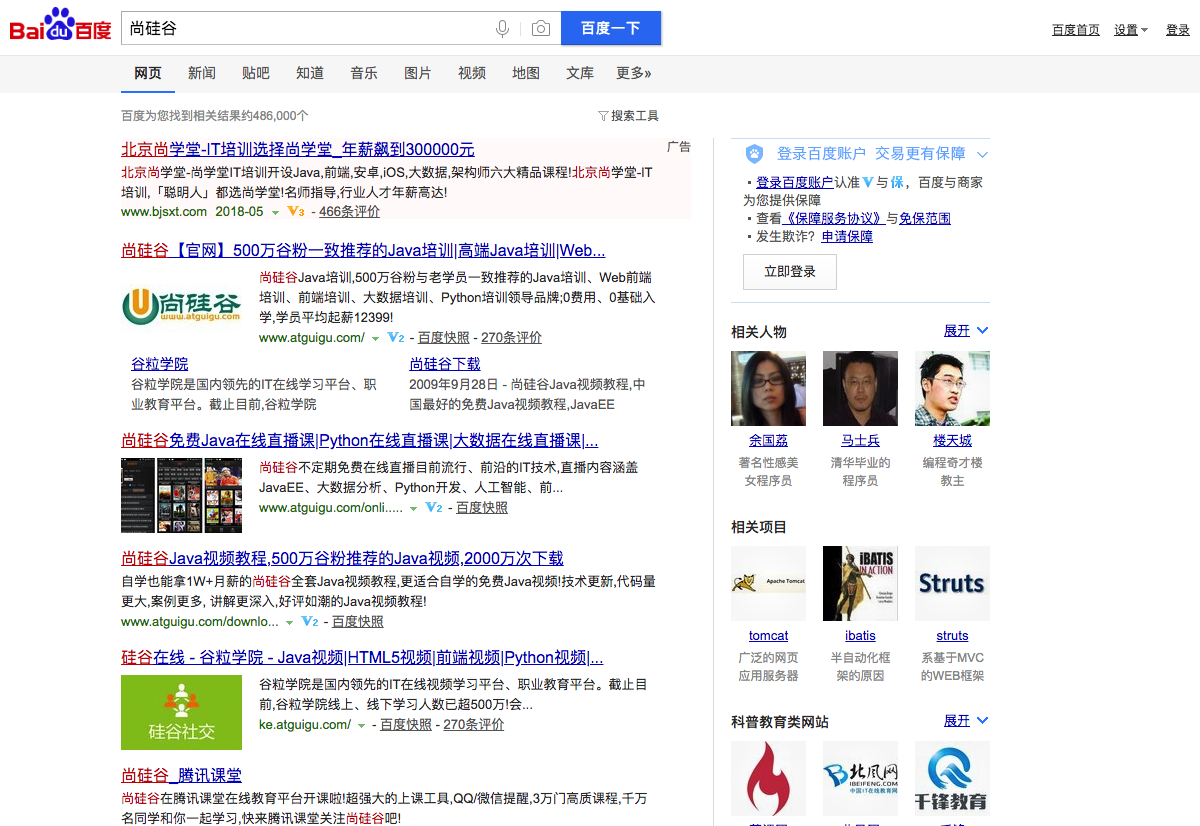 Bai du 百度
尚硅谷
百度一下
百度首页 设置 登录
网页 新闻 贴吧 知道 音乐 图片 视频 地图 文库 更多»
百度为您找到相关结果约486,000个
搜索工具
北京尚学堂-IT培训选择尚学堂_年薪飙到300000元
广告
北京尚学堂-尚学堂IT培训开设Java,前端,安卓,iOS,大数据,架构师六大精品课程!北京尚学堂-IT
培训,「聪明人」都选尚学堂!名师指导,行业人才年薪高达!
www.bjsxt.com 2018-05 V3 - 466条评价
尚硅谷【官网】500万谷粉一致推荐的Java培训|高端Java培训|Web...
尚硅谷
www.atguigu.com
尚硅谷Java培训,500万谷粉与老学员一致推荐的Java培训、Web前端
培训、前端培训、大数据培训、Python培训领导品牌;0费用、0基础入
学,学员平均起薪12399!
www.atguigu.com/ V2 - 百度快照 - 270条评价
谷粒学院
谷粒学院是国内领先的IT在线学习平台、职
业教育平台。截止目前,谷粒学院
尚硅谷下载
2009年9月28日 - 尚硅谷Java视频教程,中
国最好的免费Java视频教程,JavaEE
尚硅谷免费Java在线直播课|Python在线直播课|大数据在线直播课|...
尚硅谷不定期免费在线直播目前流行、前沿的IT技术,直播内容涵盖
JavaEE、大数据分析、Python开发、人工智能、前...
www.atguigu.com/onli..... V2 - 百度快照
尚硅谷Java视频教程,500万谷粉推荐的Java视频,2000万次下载
自学也能拿1W+月薪的尚硅谷全套Java视频教程,更适合自学的免费Java视频!技术更新,代码量
更大,案例更多, 讲解更深入,好评如潮的Java视频教程!
www.atguigu.com/downlo... V2 - 百度快照
硅谷在线 - 谷粒学院 - Java视频|HTML5视频|前端视频|Python视频|...
硅谷社交
谷粒学院是国内领先的IT在线视频学习平台、职业教育平台。截止目
前,谷粒学院线上、线下学习人数已超500万!会...
ke.atguigu.com/ - 百度快照 - 270条评价
尚硅谷_腾讯课堂
尚硅谷在腾讯课堂在线教育平台开课啦!超强大的上课工具,QQ/微信提醒,3万门高质课程,千万
名同学和你一起学习,快来腾讯课堂关注尚硅谷吧!
登录百度账户 交易更有保障
· 登录百度账户认准V与保，百度与商家
为您提供保障
· 查看《保障服务协议》与免保范围
· 发生欺诈? 申请保障
立即登录
相关人物
展开
余国荔 马士兵 楼天城
著名性感美 清华毕业的 编程奇才楼
女程序员 程序员 教主
相关项目
Apache Tomcat
iBATIS
IN ACTION
Struts
tomcat ibatis struts
广泛的网页 半自动化框 系基于MVC
应用服务器 架的原因 的WEB框架
科普教育类网站
展开
北风网
IBEIFENG.COM
中国IT在线教育网
千锋教育